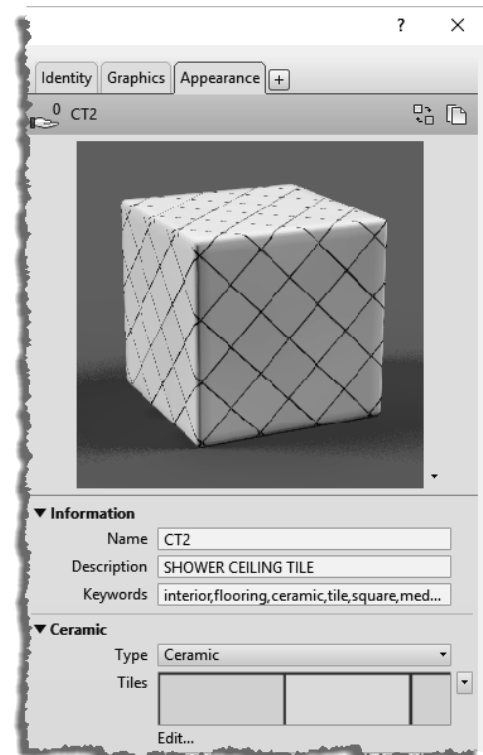 ?
Identity Graphics Appearance +
0 CT2
Information
Name CT2
Description SHOWER CEILING TILE
Keywords interior,flooring,ceramic,tile,square,med...
Ceramic
Type Ceramic
Tiles
Edit...